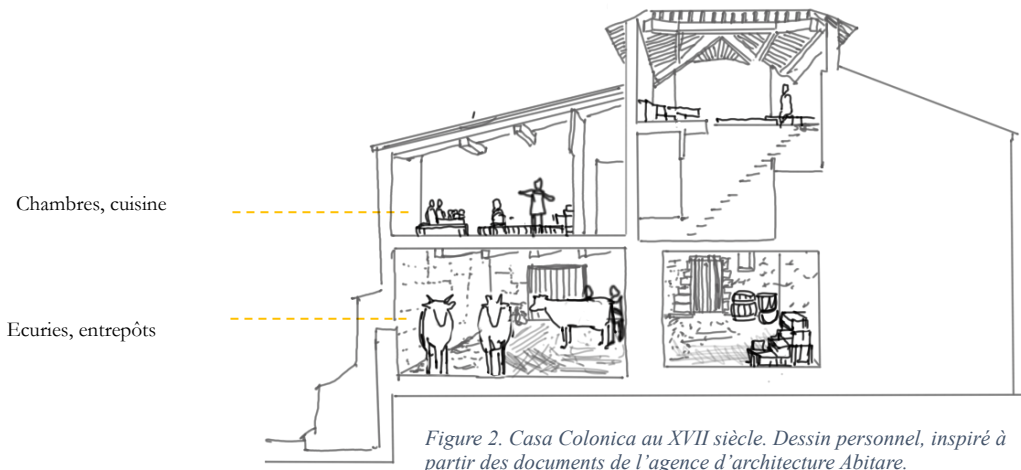 Chambres, cuisine
Ecuries, entrepôts
Figure 2. Casa Colonica au XVII siècle. Dessin personnel, inspiré à
partir des documents de l'agence d'architecture Abitare.